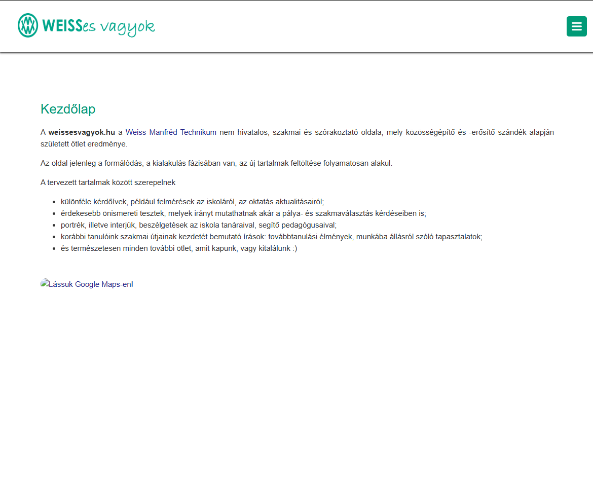 WEISSes vagyok
Kezdőlap
A weissesvagyok.hu a Weiss Manfréd Technikum nem hivatalos, szakmai és szórakoztató oldala, mely közösségépítő és -erősítő szándék alapján
született ötlet eredménye.
Az oldal jelenleg a formálódás, a kialakulás fázisában van, az új tartalmak feltöltése folyamatosan alakul.
A tervezett tartalmak között szerepelnek
különféle kérdőívek, például felmérések az iskoláról, az oktatás aktualitásairól;
érdekesebb önismereti tesztek, melyek irányt mutathatnak akár a pálya- és szakmaválasztás kérdéseiben is;
portrék, illetve interjúk, beszélgetések az iskola tanáraival, segítő pedagógusaival;
korábbi tanulóink szakmai útjainak kezdetét bemutató írások: továbbtanulási élmények, munkába állásról szóló tapasztalatok;
és természetesen minden további ötlet, amit kapunk, vagy kitalálunk :)
Lássuk Google Maps-en!